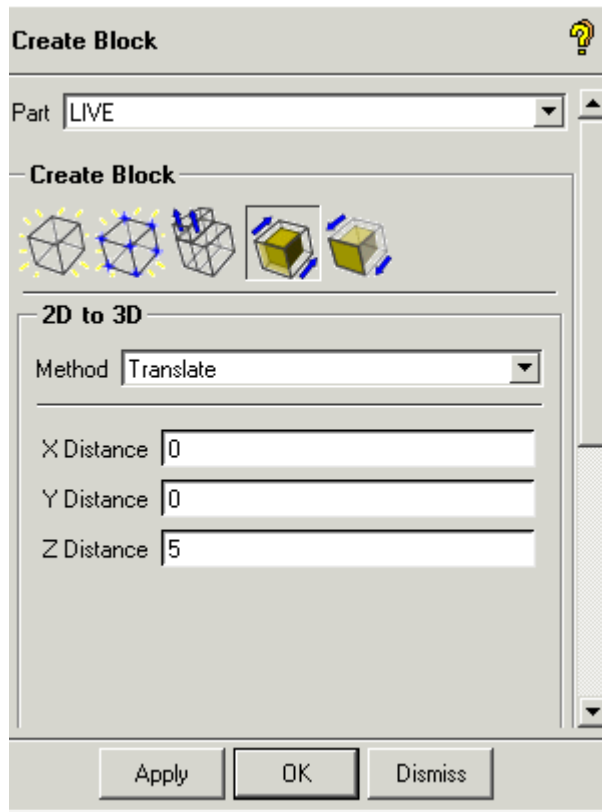 Create Block
Part LIVE
Create Block
2D to 3D
Method Translate
X Distance 0
Y Distance 0
Z Distance 5
Apply OK Dismiss